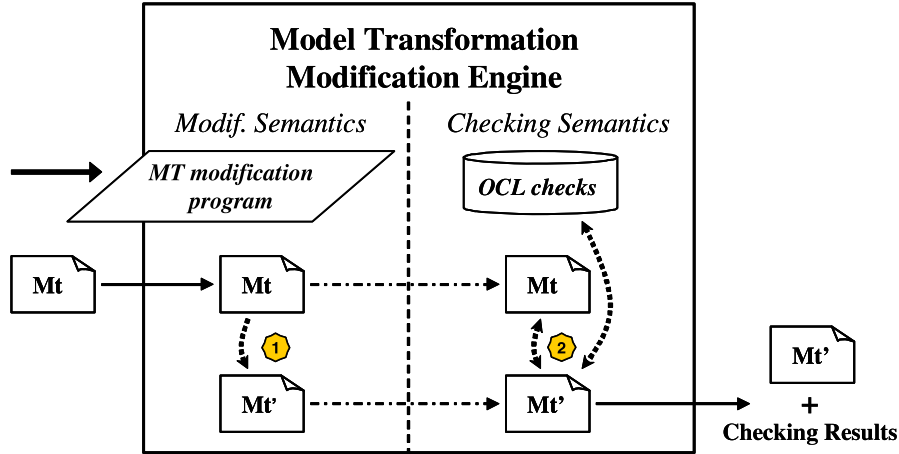 Model Transformation
Modification Engine
Modif. Semantics
Checking Semantics
MT modification
program
OCL checks
Mt
Mt
Mt
1
2
Mt'
Mt'
Mt’
+
Checking Results